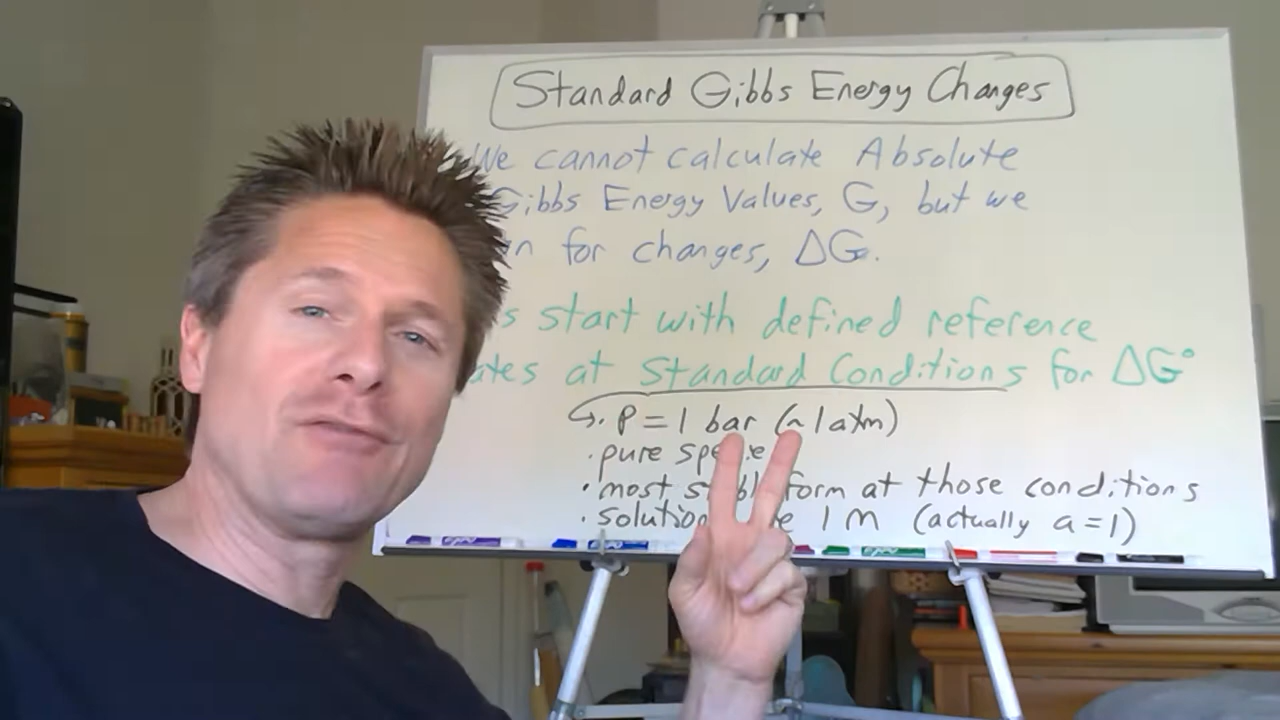 Standard Gibbs Energy Changes
We cannot calculate Absolute
Gibbs Energy Values, G, but we
for changes, ΔG.
start with defined reference
at Standard Conditions for ΔG°
↳ • P = 1 bar (~1 atm)
• pure
• most form at those conditions
• 1 M (actually a = 1)
EXPO